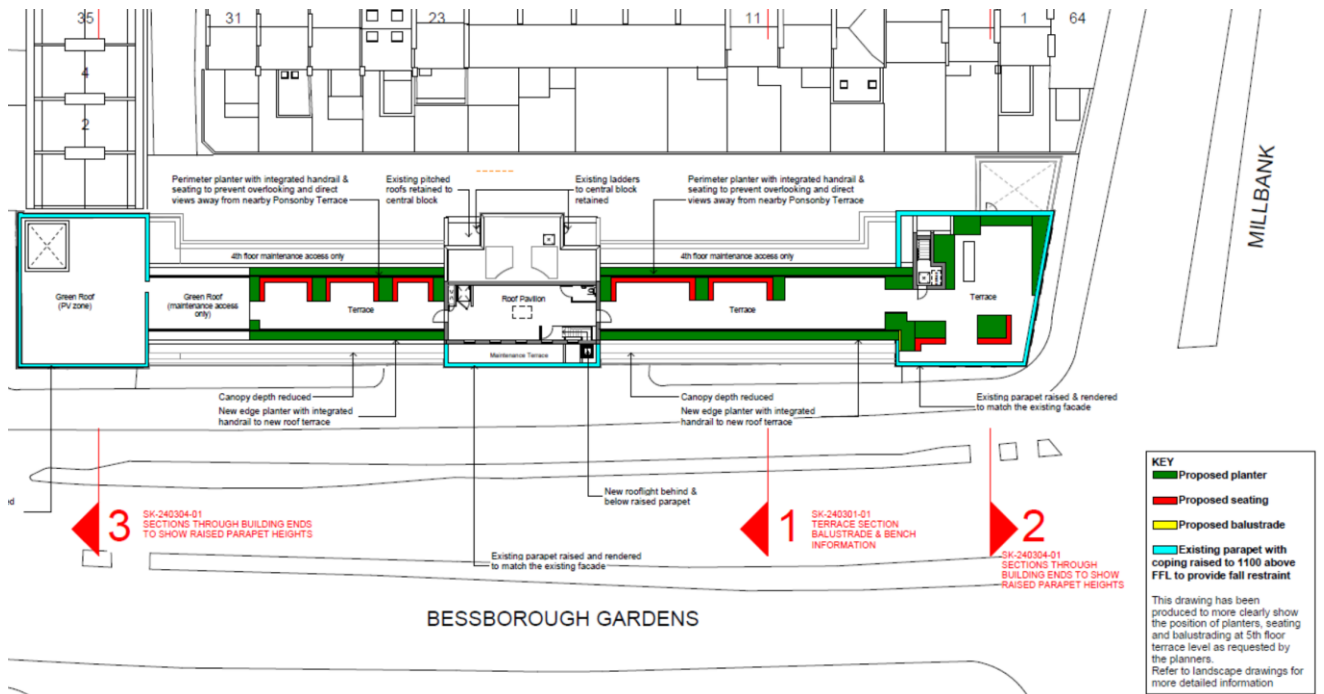 35
31
23
11
1
64
4
2
MILLBANK
Perimeter planter with integrated handrail &
seating to prevent overlooking and direct
views away from nearby Ponsonby Terrace
Existing pitched
roofs retained to
central block
Existing ladders
to central block
retained
Perimeter planter with integrated handrail &
seating to prevent overlooking and direct
views away from nearby Ponsonby Terrace
4th floor maintenance access only
4th floor maintenance access only
Green Roof
(PV zone)
Green Roof
(maintenance access
only)
Terrace
Roof Pavilion
Terrace
Terrace
Maintenance Terrace
Canopy depth reduced
New edge planter with integrated
handrail to new roof terrace
Canopy depth reduced
New edge planter with integrated
handrail to new roof terrace
Existing parapet raised & rendered
to match the existing facade
New rooflight behind &
below raised parapet
3
SK-240304-01
SECTIONS THROUGH BUILDING ENDS
TO SHOW RAISED PARAPET HEIGHTS
1
SK-240301-01
TERRACE SECTION
BALUSTRADE & BENCH
INFORMATION
2
SK-240304-01
SECTIONS THROUGH
BUILDING ENDS TO SHOW
RAISED PARAPET HEIGHTS
Existing parapet raised and rendered
to match the existing facade
BESSBOROUGH GARDENS
KEY
Proposed planter
Proposed seating
Proposed balustrade
Existing parapet with
coping raised to 1100 above
FFL to provide fall restraint
This drawing has been
produced to more clearly show
the position of planters, seating
and balustrading at 5th floor
terrace level as requested by
the planners.
Refer to landscape drawings for
more detailed information